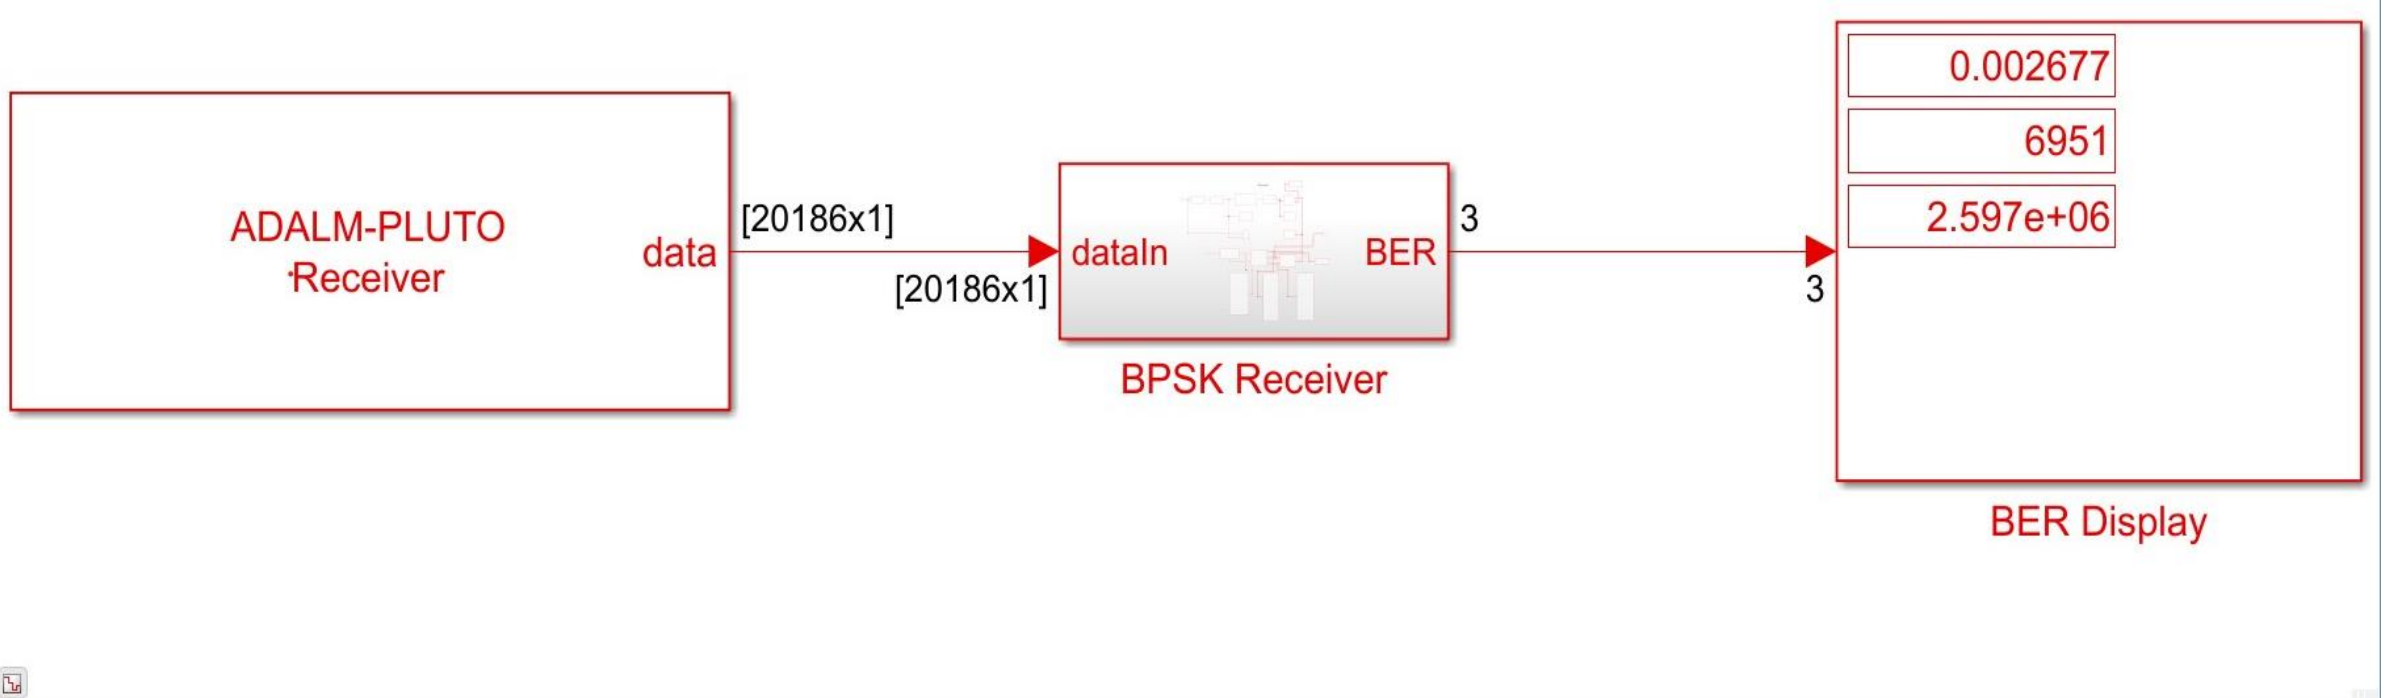 ADALM-PLUTO
Receiver
data
[20186x1]
[20186x1]
dataIn
BER
BPSK Receiver
3
3
0.002677
6951
2.597e+06
BER Display